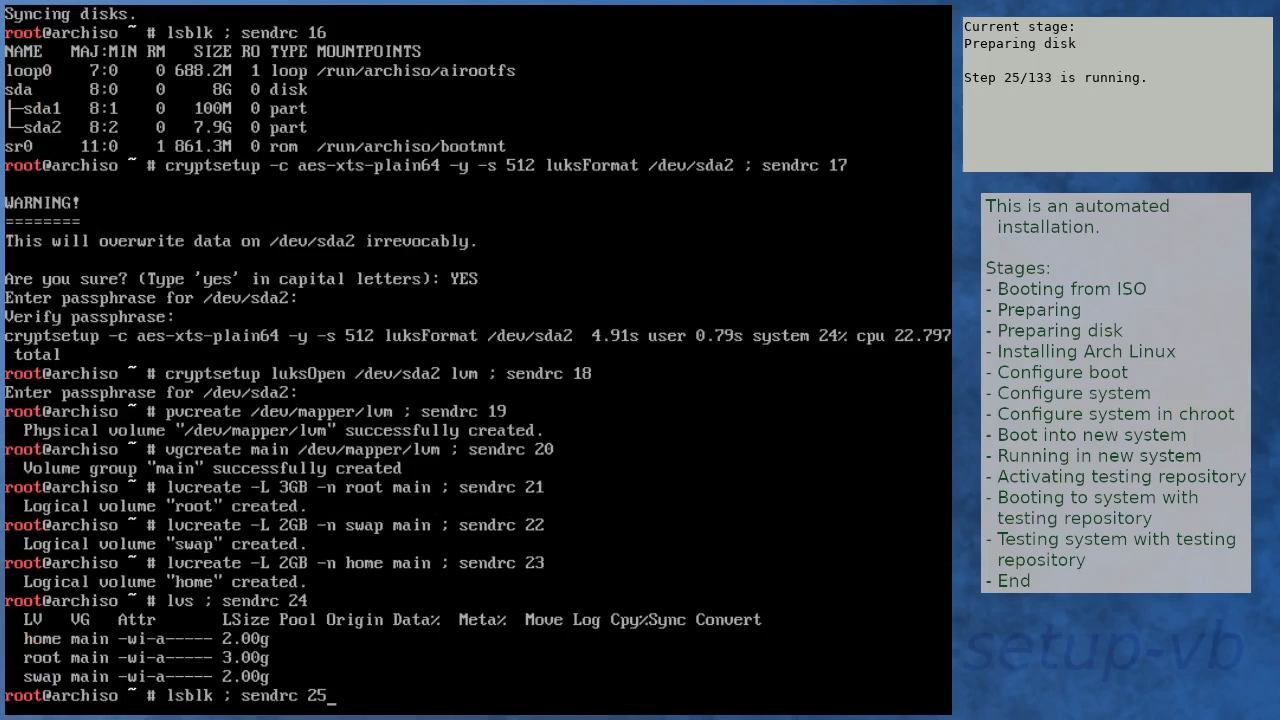 Syncing disks.
root@archiso ~ # lsblk ; sendrc 16
NAME   MAJ:MIN RM   SIZE RO TYPE MOUNTPOINTS
loop0    7:0    0 688.2M  1 loop /run/archiso/airootfs
sda      8:0    0     8G  0 disk
├─sda1   8:1    0   100M  0 part
└─sda2   8:2    0   7.9G  0 part
sr0     11:0    1 861.3M  0 rom  /run/archiso/bootmnt
root@archiso ~ # cryptsetup -c aes-xts-plain64 -y -s 512 luksFormat /dev/sda2 ; sendrc 17
WARNING!
========
This will overwrite data on /dev/sda2 irrevocably.
Are you sure? (Type 'yes' in capital letters): YES
Enter passphrase for /dev/sda2:
Verify passphrase:
cryptsetup -c aes-xts-plain64 -y -s 512 luksFormat /dev/sda2  4.91s user 0.79s system 24% cpu 22.797
 total
root@archiso ~ # cryptsetup luksOpen /dev/sda2 lvm ; sendrc 18
Enter passphrase for /dev/sda2:
root@archiso ~ # pvcreate /dev/mapper/lvm ; sendrc 19
  Physical volume "/dev/mapper/lvm" successfully created.
root@archiso ~ # vgcreate main /dev/mapper/lvm ; sendrc 20
  Volume group "main" successfully created
root@archiso ~ # lvcreate -L 3GB -n root main ; sendrc 21
  Logical volume "root" created.
root@archiso ~ # lvcreate -L 2GB -n swap main ; sendrc 22
  Logical volume "swap" created.
root@archiso ~ # lvcreate -L 2GB -n home main ; sendrc 23
  Logical volume "home" created.
root@archiso ~ # lvs ; sendrc 24
  LV   VG   Attr       LSize Pool Origin Data%  Meta%  Move Log Cpy%Sync Convert
  home main -wi-a----- 2.00g
  root main -wi-a----- 3.00g
  swap main -wi-a----- 2.00g
root@archiso ~ # lsblk ; sendrc 25_
Current stage:
Preparing disk
Step 25/133 is running.
This is an automated
installation.
Stages:
- Booting from ISO
- Preparing
- Preparing disk
- Installing Arch Linux
- Configure boot
- Configure system
- Configure system in chroot
- Boot into new system
- Running in new system
- Activating testing repository
- Booting to system with
testing repository
- Testing system with testing
repository
- End
setup-vb